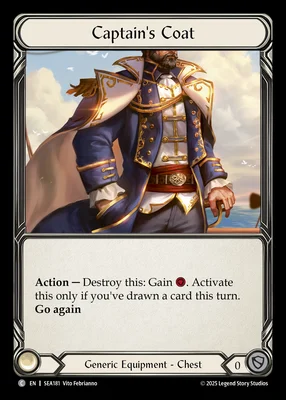 Captain's Coat
Action — Destroy this: Gain. Activate
this only if you've drawn a card this turn.
Go again
Generic Equipment - Chest
0
C EN | SEA181 Vito Febrianno
© 2025 Legend Story Studios